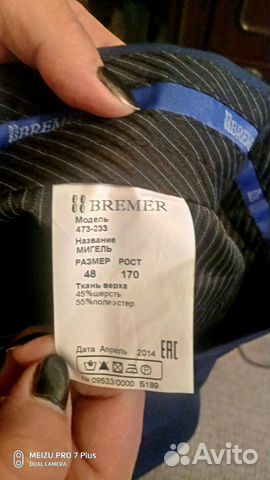 BREMER
BREMER
BREMER
Модель
473-233
Название
МИГЕЛЬ
РАЗМЕР РОСТ
48 170
Ткань верха
45%шерсть
55%полиэстер
Дата Апрель 2014
EAC
№ 09533/0000 Б189
MEIZU PRO 7 Plus
DUAL CAMERA
Avito